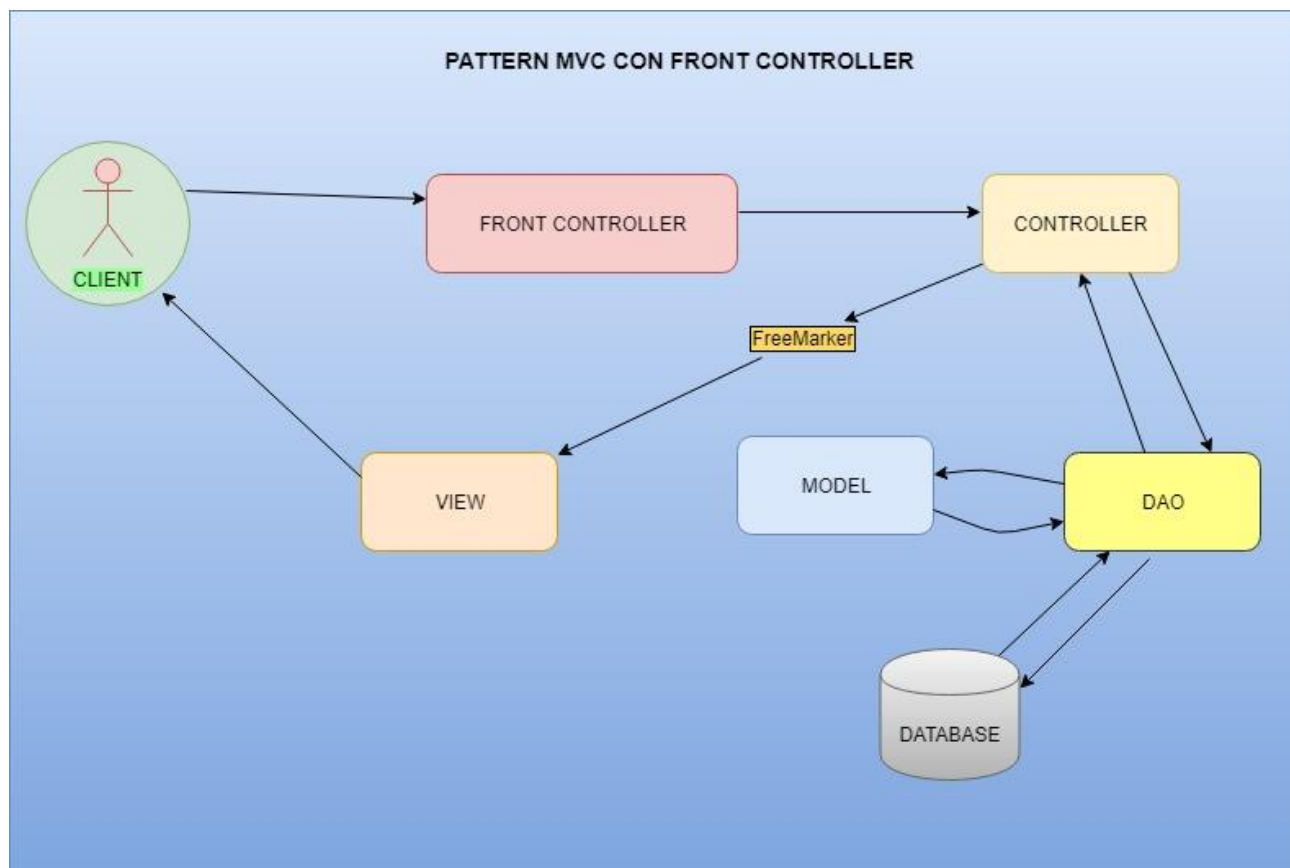 PATTERN MVC CON FRONT CONTROLLER
CLIENT
FRONT CONTROLLER
CONTROLLER
FreeMarker
VIEW
MODEL
DAO
DATABASE